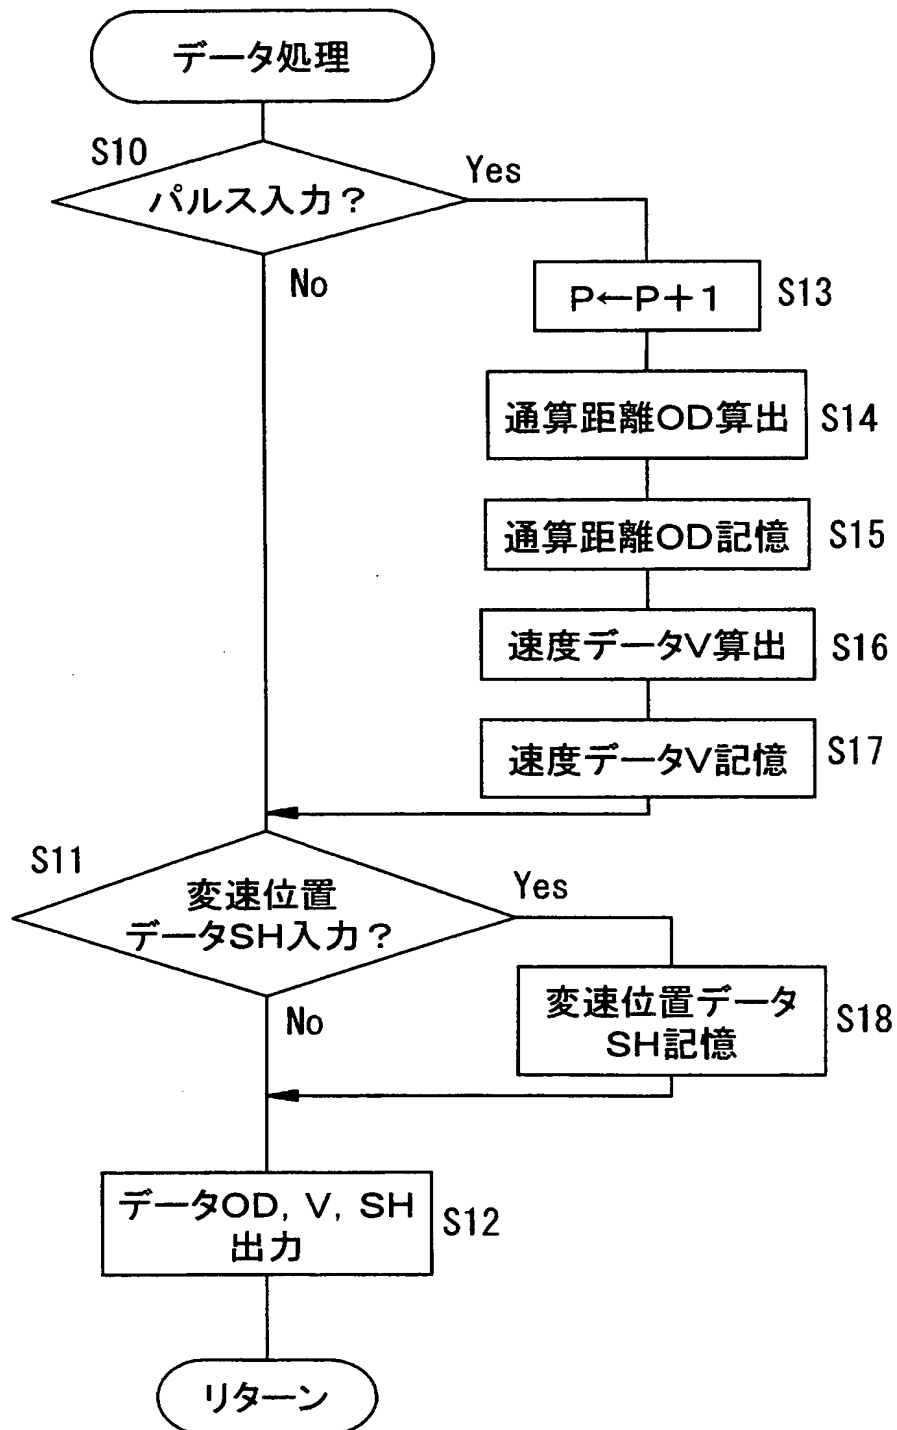 データ処理
S10
パルス入力？
Yes
No
P←P＋1
S13
通算距離OD算出
S14
通算距離OD記憶
S15
速度データV算出
S16
速度データV記憶
S17
S11
変速位置
データSH入力？
Yes
No
変速位置データ
SH記憶
S18
データOD, V, SH
出力
S12
リターン